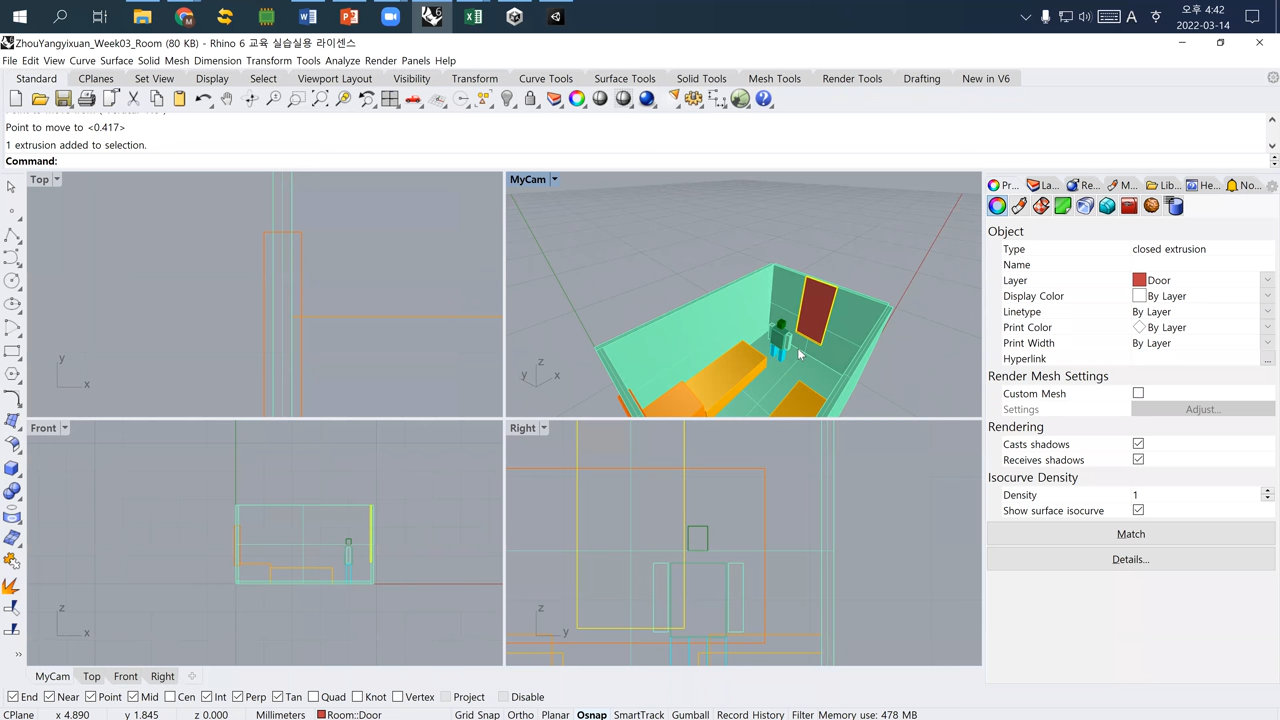 A
오후 4:42
2022-03-14
ZhouYangyixuan_Week03_Room (80 KB) - Rhino 6 교육 실습실용 라이센스
File Edit View Curve Surface Solid Mesh Dimension Transform Tools Analyze Render Panels Help
Standard CPlanes Set View Display Select Viewport Layout Visibility Transform Curve Tools Surface Tools Solid Tools Mesh Tools Render Tools Drafting New in V6
Point to move to <0.417>
1 extrusion added to selection.
Command:
Top
MyCam
Pr... La... Re... M... Lib... He... No...
Object
Type closed extrusion
Name
Layer Door
Display Color By Layer
Linetype By Layer
Print Color By Layer
Print Width By Layer
Hyperlink ...
Render Mesh Settings
Custom Mesh
Settings Adjust...
Rendering
Casts shadows
Receives shadows
Isocurve Density
Density 1
Show surface isocurve
Match
Details...
y
x
z
y
x
Front
Right
z
x
z
y
MyCam Top Front Right
End Near Point Mid Cen Int Perp Tan Quad Knot Vertex Project Disable
CPlane x 4.890 y 1.845 z 0.000 Millimeters Room::Door Grid Snap Ortho Planar Osnap SmartTrack Gumball Record History Filter Memory use: 478 MB